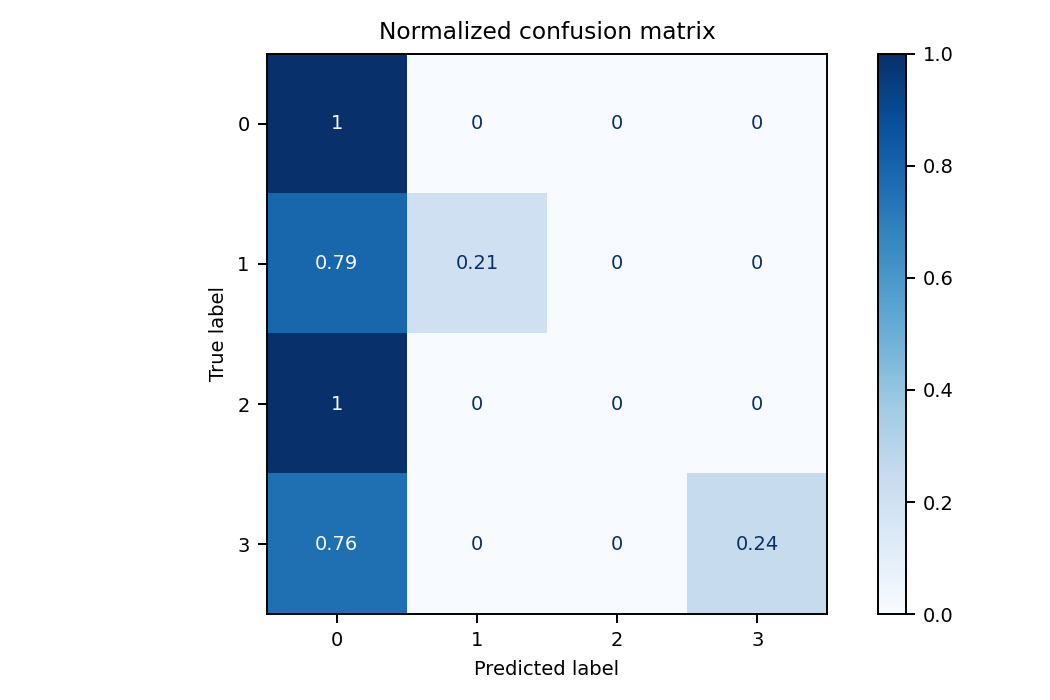 Normalized confusion matrix
True label
0
1
2
3
1 0 0 0
0.79 0.21 0 0
1 0 0 0
0.76 0 0 0.24
0 1 2 3
Predicted label
1.0
0.8
0.6
0.4
0.2
0.0